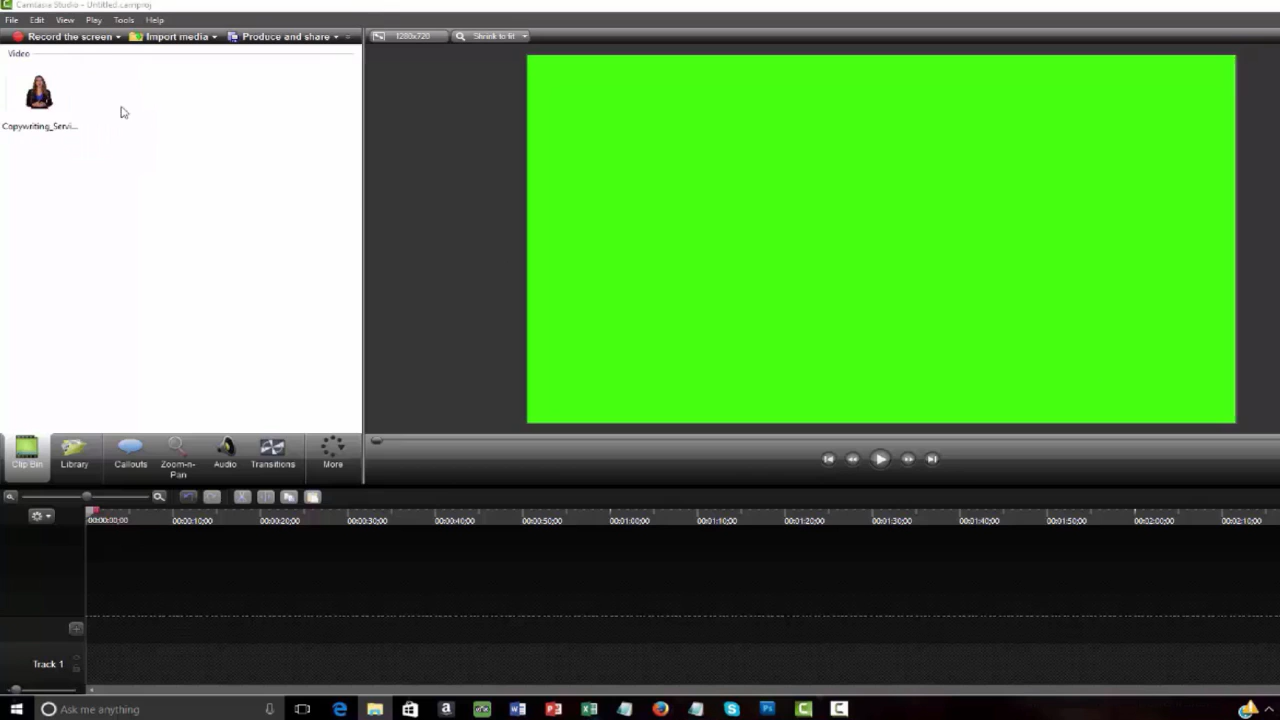 Camtasia Studio - Untitled.camproj
File Edit View Play Tools Help
Record the screen Import media Produce and share 1280x720 Shrink to fit
Video
Copywriting_Servi...
Clip Bin Library Callouts Zoom-n-Pan Audio Transitions More
00:00:00;00 00:00:10;00 00:00:20;00 00:00:30;00 00:00:40;00 00:00:50;00 00:01:00;00 00:01:10;00 00:01:20;00 00:01:30;00 00:01:40;00 00:01:50;00 00:02:00;00 00:02:10;00
Track 1
Ask me anything